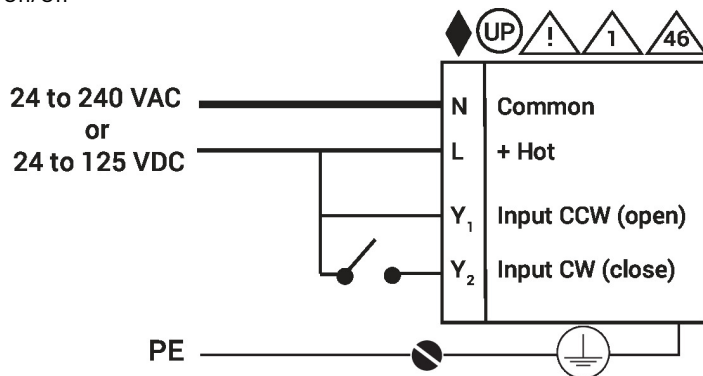 UP ! 1 46
24 to 240 VAC
or
24 to 125 VDC
N Common
L + Hot
Y₁ Input CCW (open)
Y₂ Input CW (close)
PE